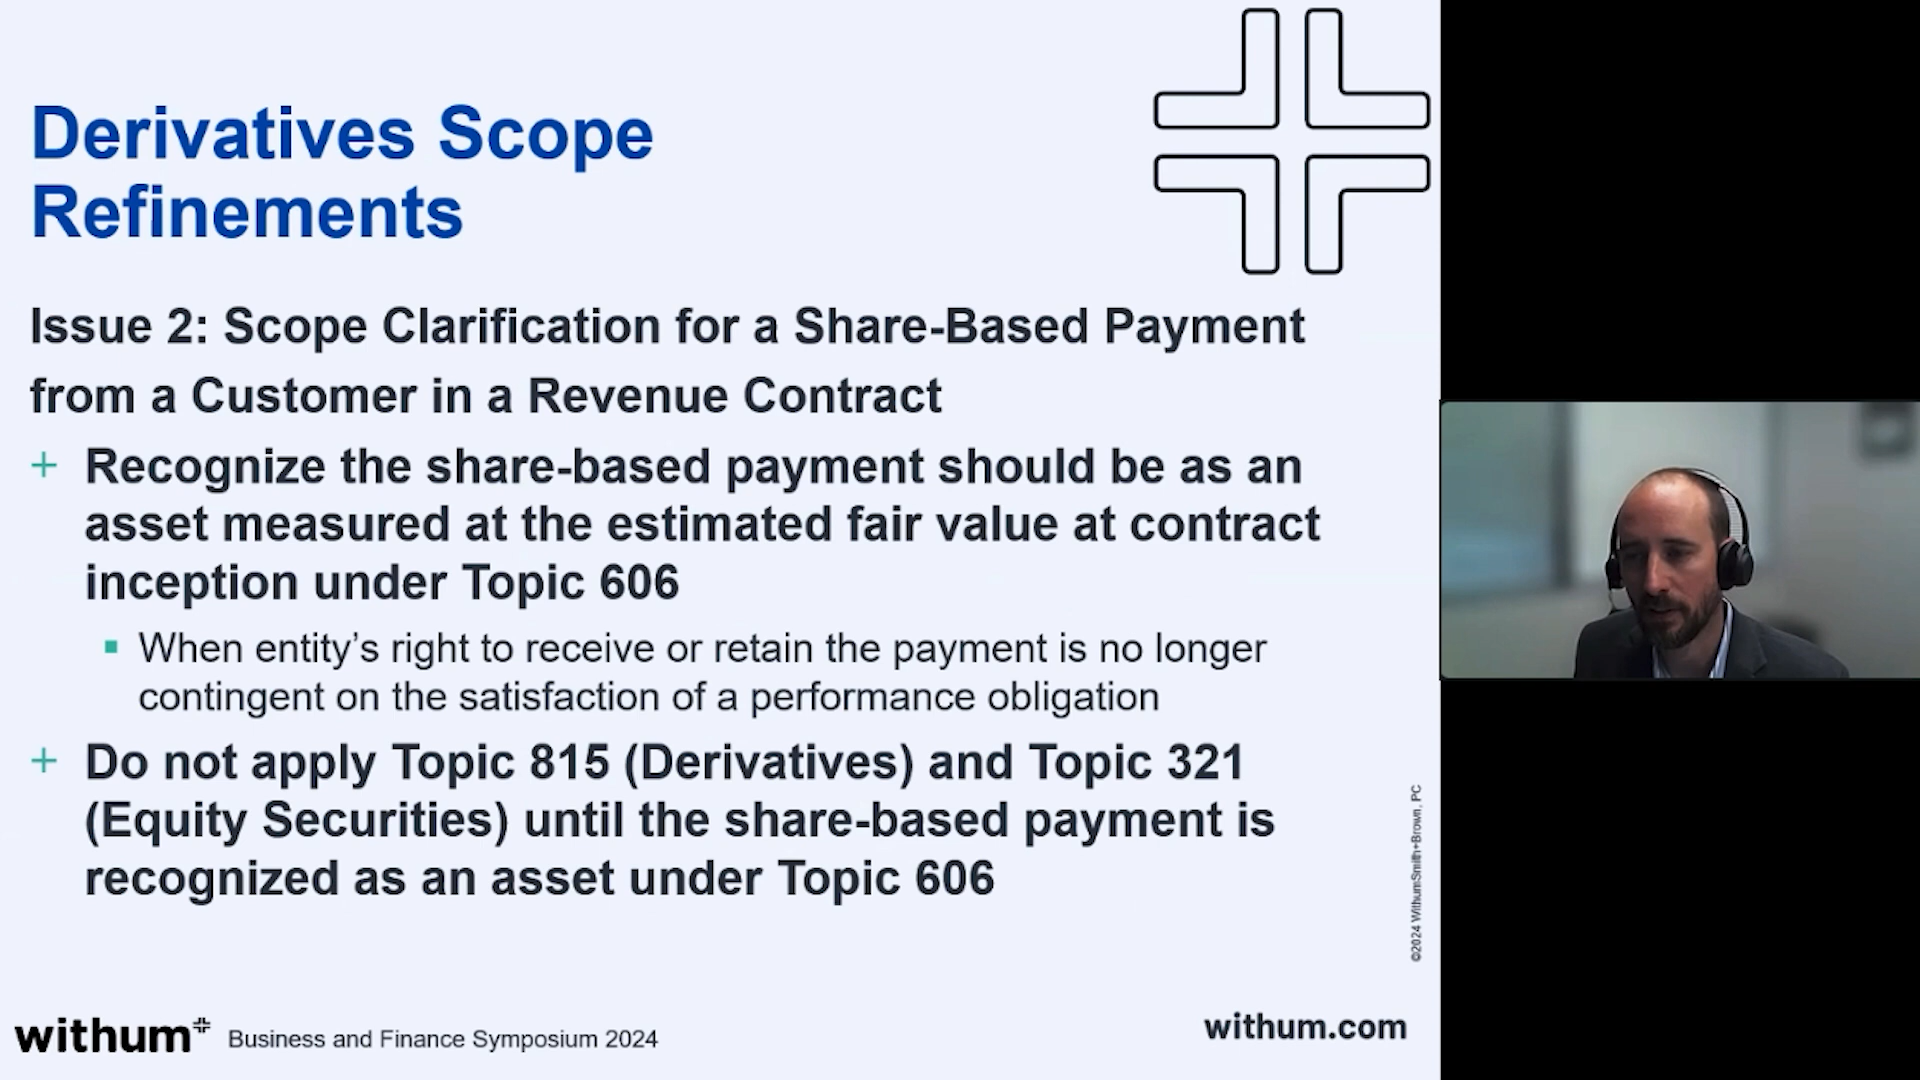 Derivatives Scope
Refinements
Issue 2: Scope Clarification for a Share-Based Payment
from a Customer in a Revenue Contract
+ Recognize the share-based payment should be as an
asset measured at the estimated fair value at contract
inception under Topic 606
▪ When entity’s right to receive or retain the payment is no longer
contingent on the satisfaction of a performance obligation
+ Do not apply Topic 815 (Derivatives) and Topic 321
(Equity Securities) until the share-based payment is
recognized as an asset under Topic 606
©2024 WithumSmith+Brown, PC
withum Business and Finance Symposium 2024
withum.com